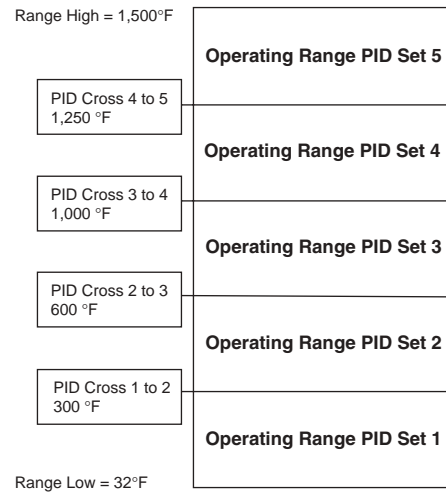 Range High = 1,500°F
Operating Range PID Set 5
PID Cross 4 to 5
1,250 °F
Operating Range PID Set 4
PID Cross 3 to 4
1,000 °F
Operating Range PID Set 3
PID Cross 2 to 3
600 °F
Operating Range PID Set 2
PID Cross 1 to 2
300 °F
Operating Range PID Set 1
Range Low = 32°F